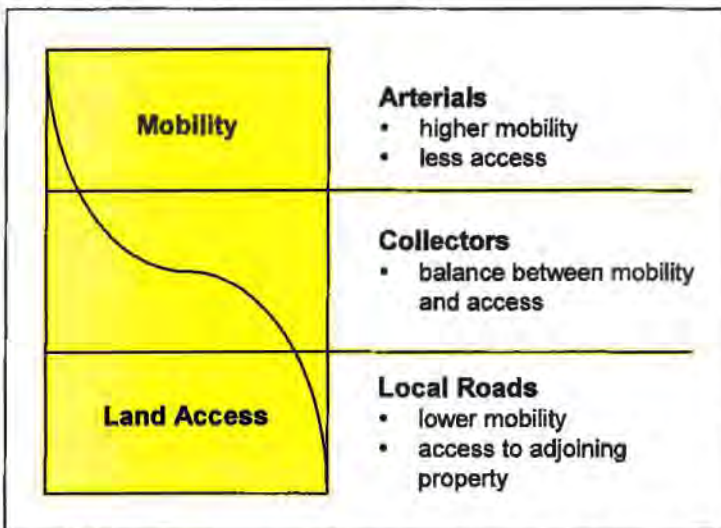 Mobility
Arterials
• higher mobility
• less access
Collectors
• balance between mobility
and access
Land Access
Local Roads
• lower mobility
• access to adjoining
property